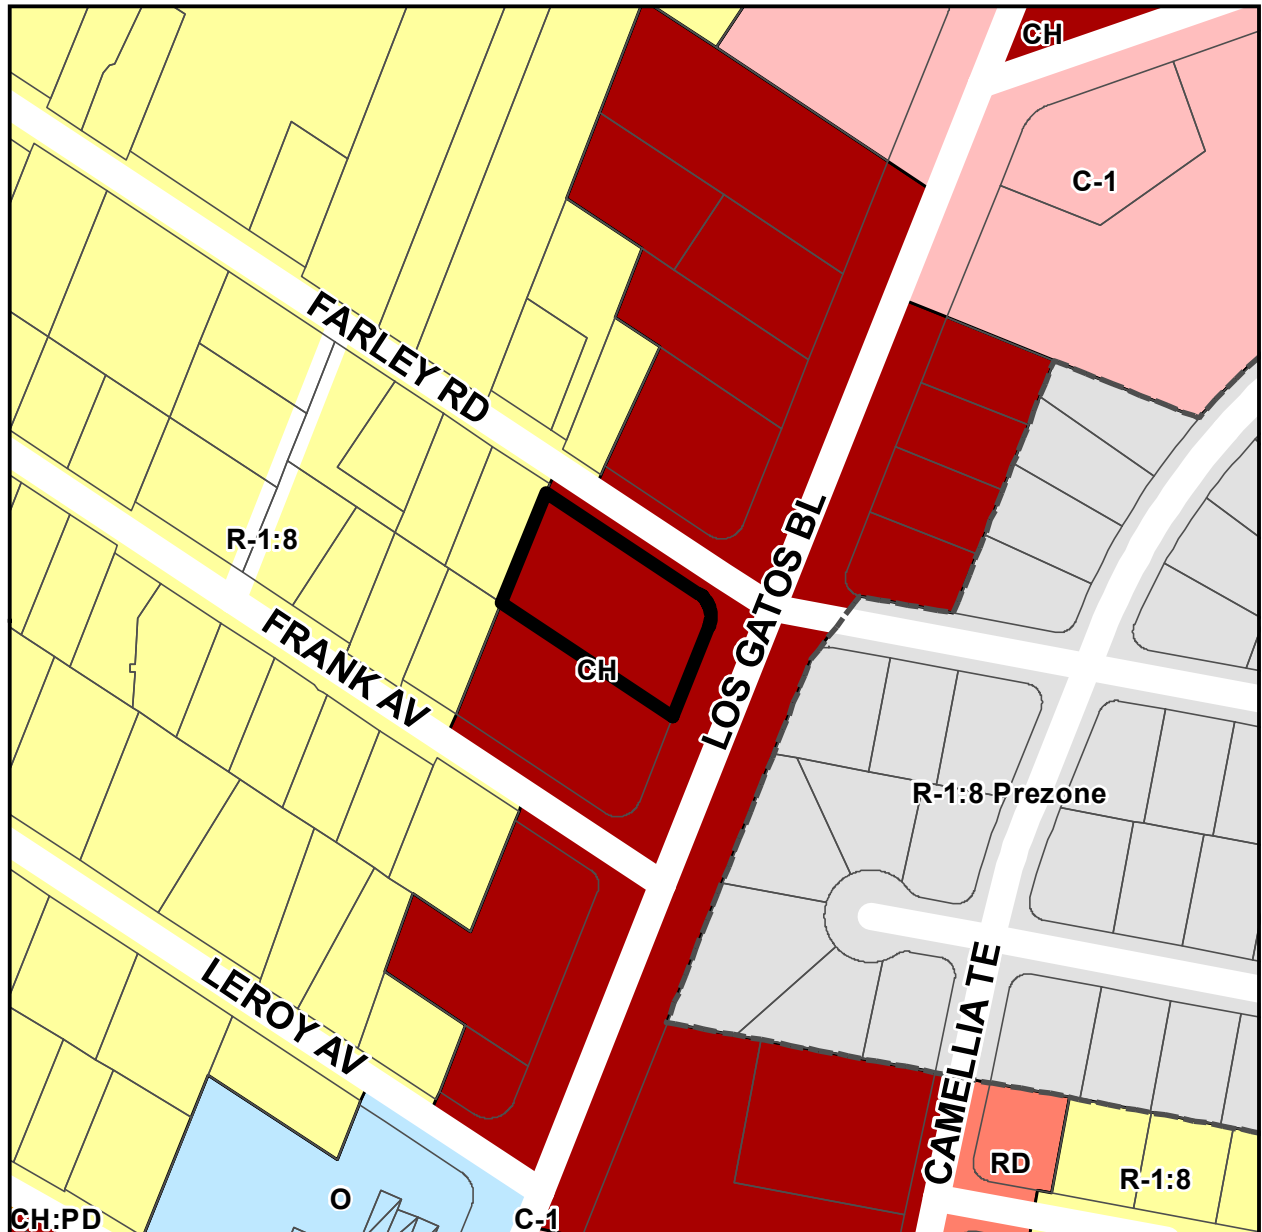 CH
C-1
FARLEY RD
LOS GATOS BL
R-1:8
FRANK AV
CH
R-1:8 Prezone
LEROY AV
CAMELLIA TE
RD
R-1:8
O
CH:PD
C-1